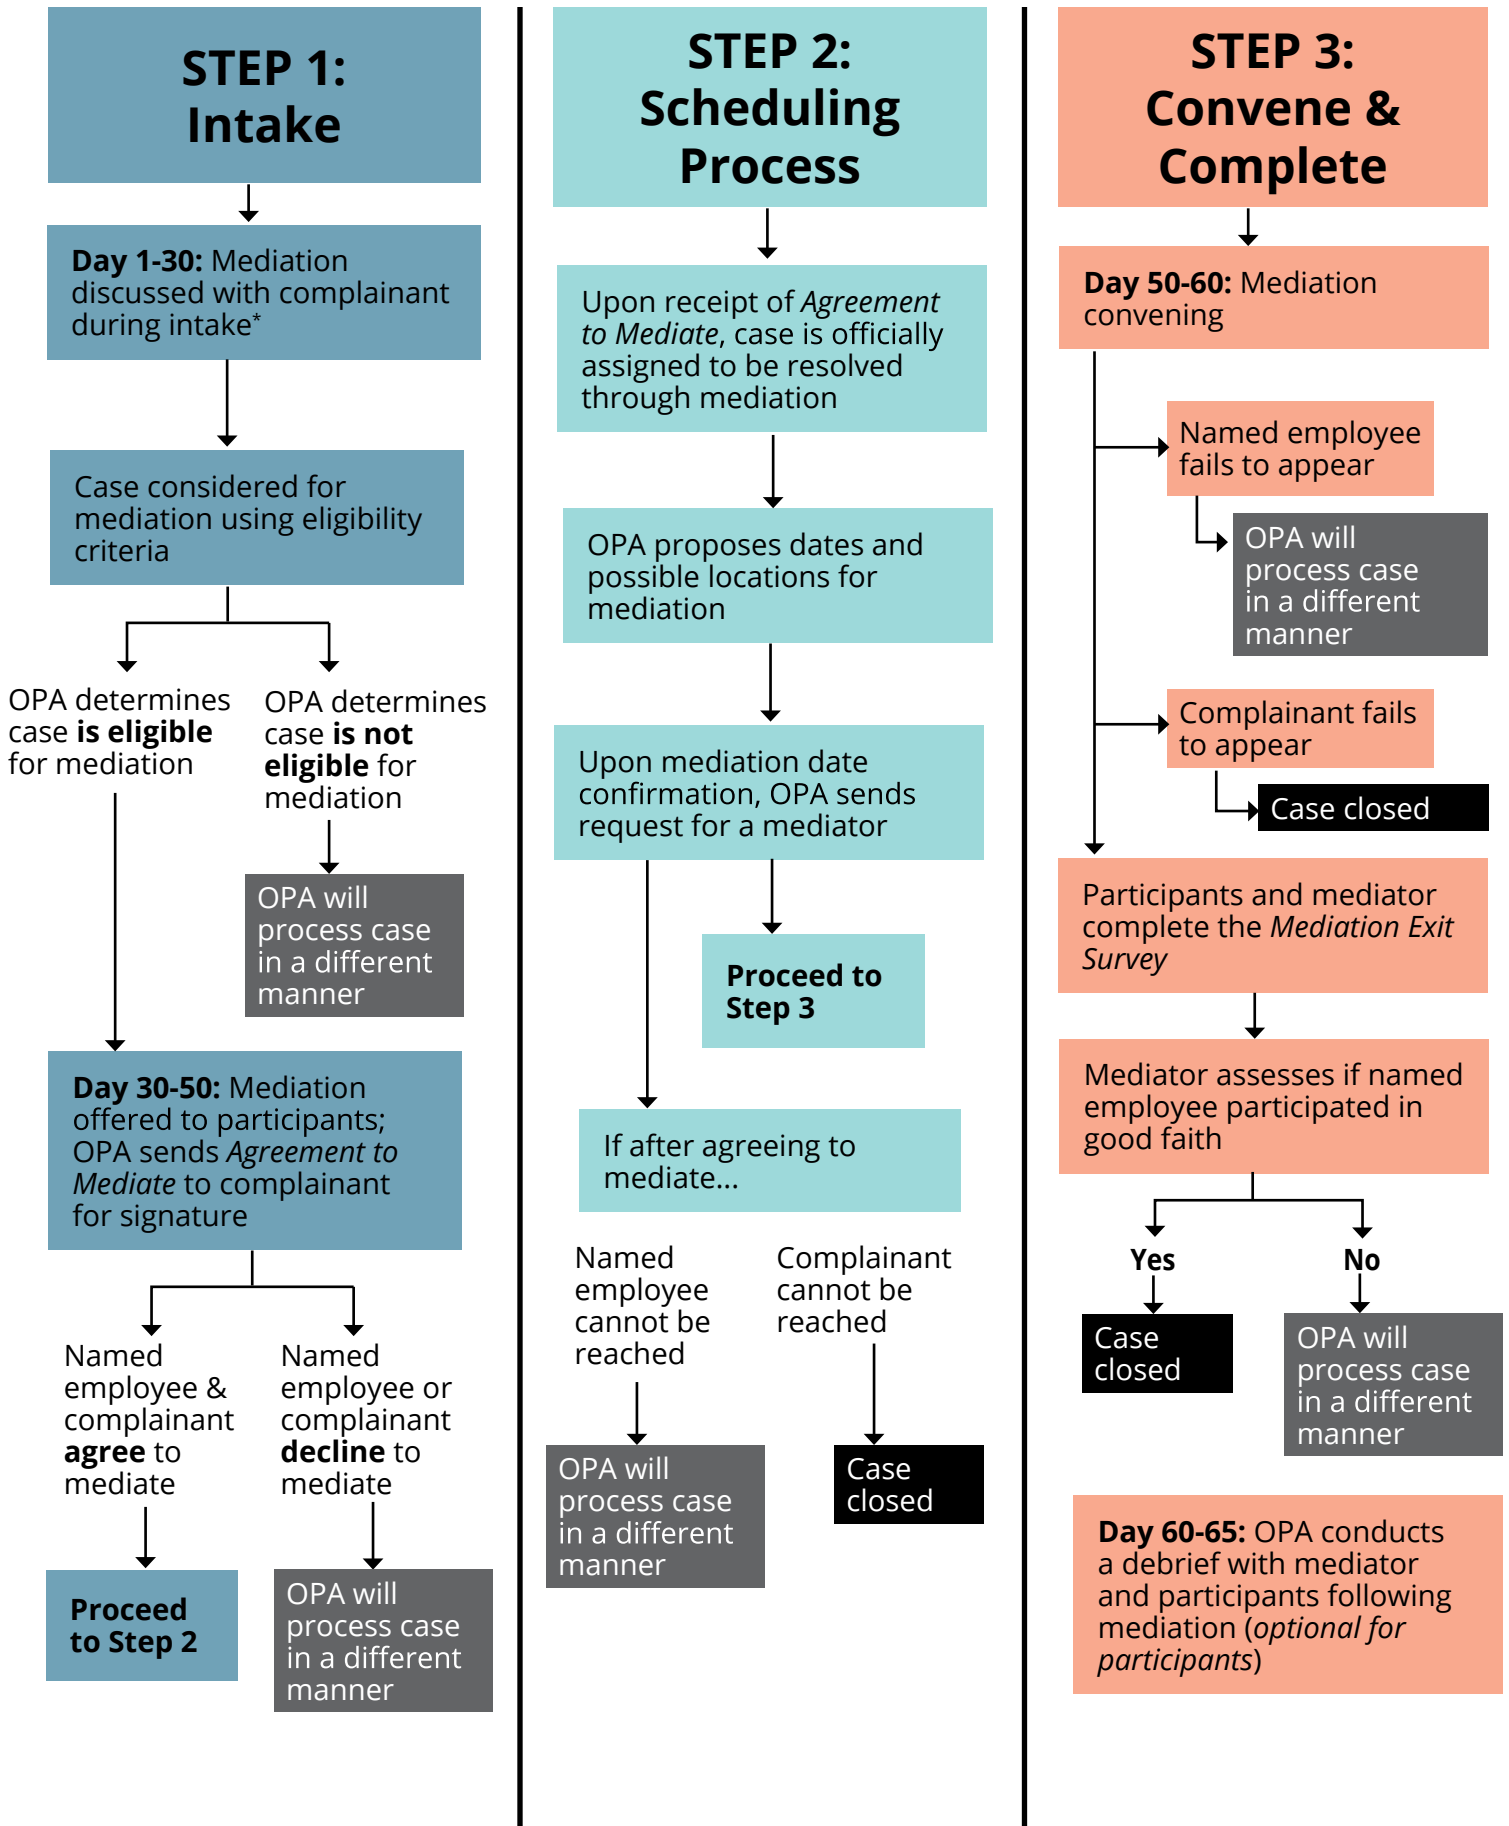 STEP 1:
Intake
Day 1-30: Mediation
discussed with complainant
during intake*
Case considered for
mediation using eligibility
criteria
OPA determines
case is eligible
for mediation
OPA determines
case is not
eligible for
mediation
OPA will
process case
in a different
manner
Day 30-50: Mediation
offered to participants;
OPA sends Agreement to
Mediate to complainant
for signature
Named
employee &
complainant
agree to
mediate
Named
employee or
complainant
decline to
mediate
Proceed
to Step 2
OPA will
process case
in a different
manner
STEP 2:
Scheduling
Process
Upon receipt of Agreement
to Mediate, case is officially
assigned to be resolved
through mediation
OPA proposes dates and
possible locations for
mediation
Upon mediation date
confirmation, OPA sends
request for a mediator
Proceed to
Step 3
If after agreeing to
mediate...
Named
employee
cannot be
reached
Complainant
cannot be
reached
OPA will
process case
in a different
manner
Case
closed
STEP 3:
Convene &
Complete
Day 50-60: Mediation
convening
Named employee
fails to appear
OPA will
process case
in a different
manner
Complainant fails
to appear
Case closed
Participants and mediator
complete the Mediation Exit
Survey
Mediator assesses if named
employee participated in
good faith
Yes
No
Case
closed
OPA will
process case
in a different
manner
Day 60-65: OPA conducts
a debrief with mediator
and participants following
mediation (optional for
participants)